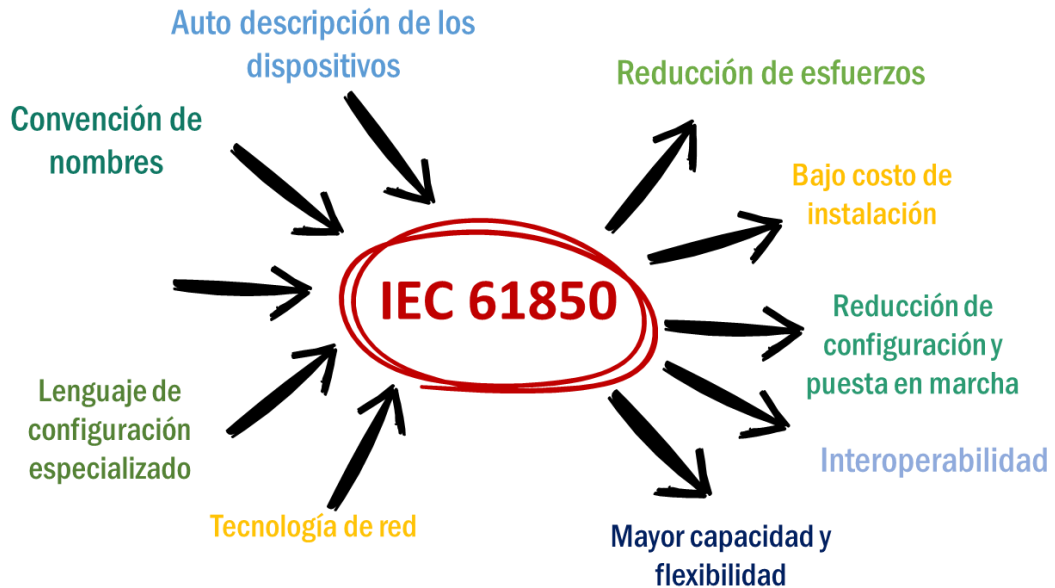 Auto descripción de los
dispositivos
Convención de
nombres
Lenguaje de
configuración
especializado
Tecnología de red
IEC 61850
Reducción de esfuerzos
Bajo costo de
instalación
Reducción de
configuración y
puesta en marcha
Interoperabilidad
Mayor capacidad y
flexibilidad